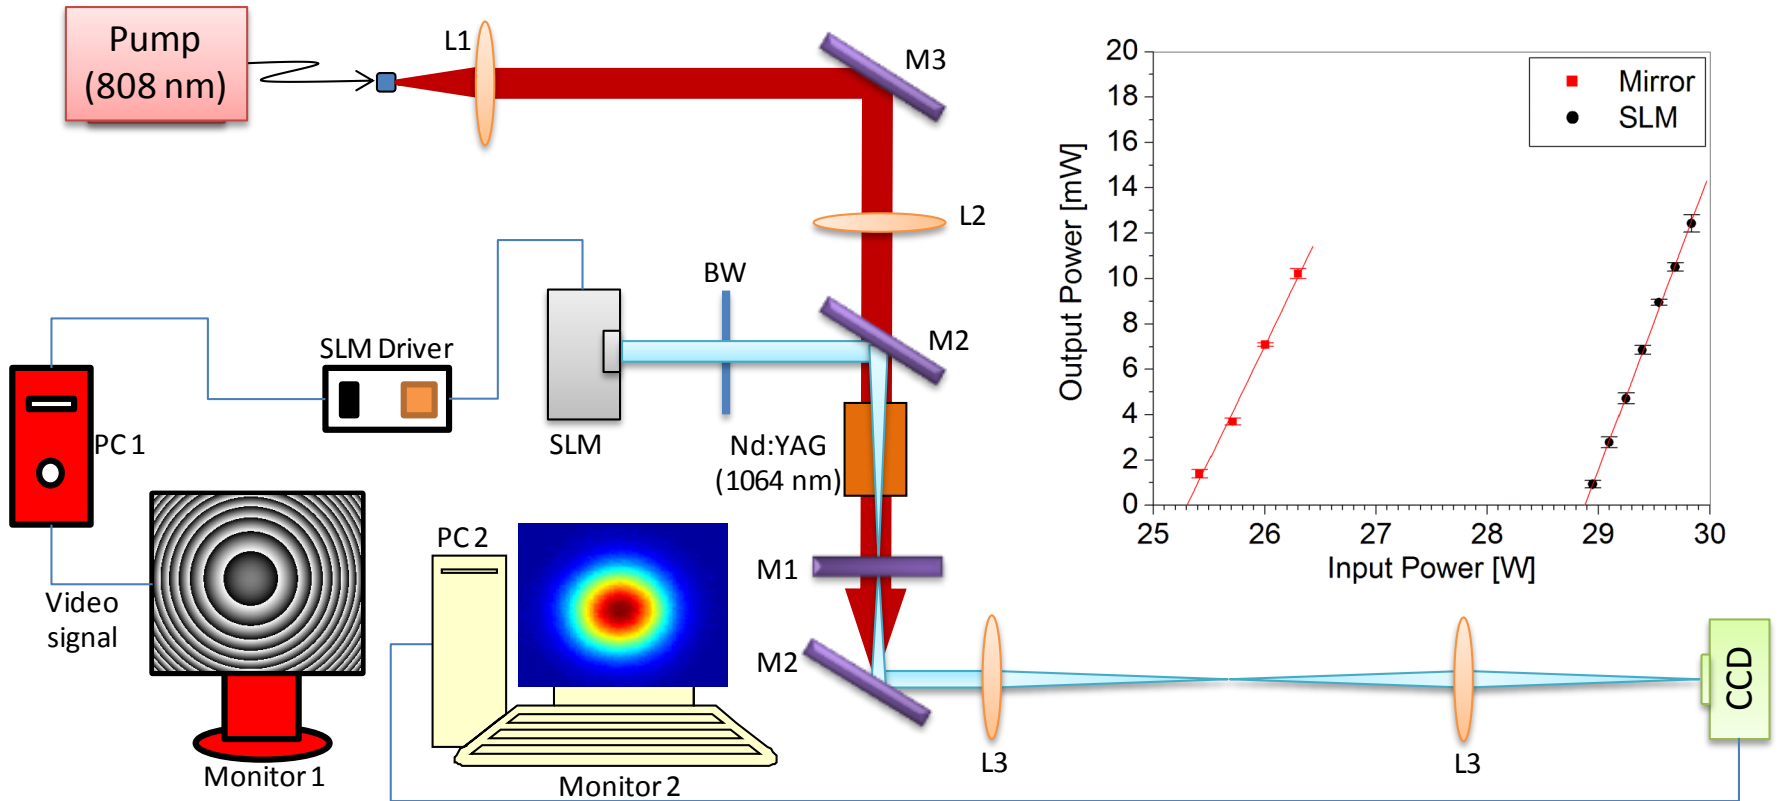 Pump
(808 nm)
L1
M3
L2
BW
M2
SLM Driver
SLM
PC 1
Nd:YAG
(1064 nm)
PC 2
M1
Video
signal
M2
Monitor 1
Monitor 2
L3
L3
CCD
Mirror
SLM
Output Power [mW]
20
18
16
14
12
10
8
6
4
2
0
25
26
27
28
29
30
Input Power [W]